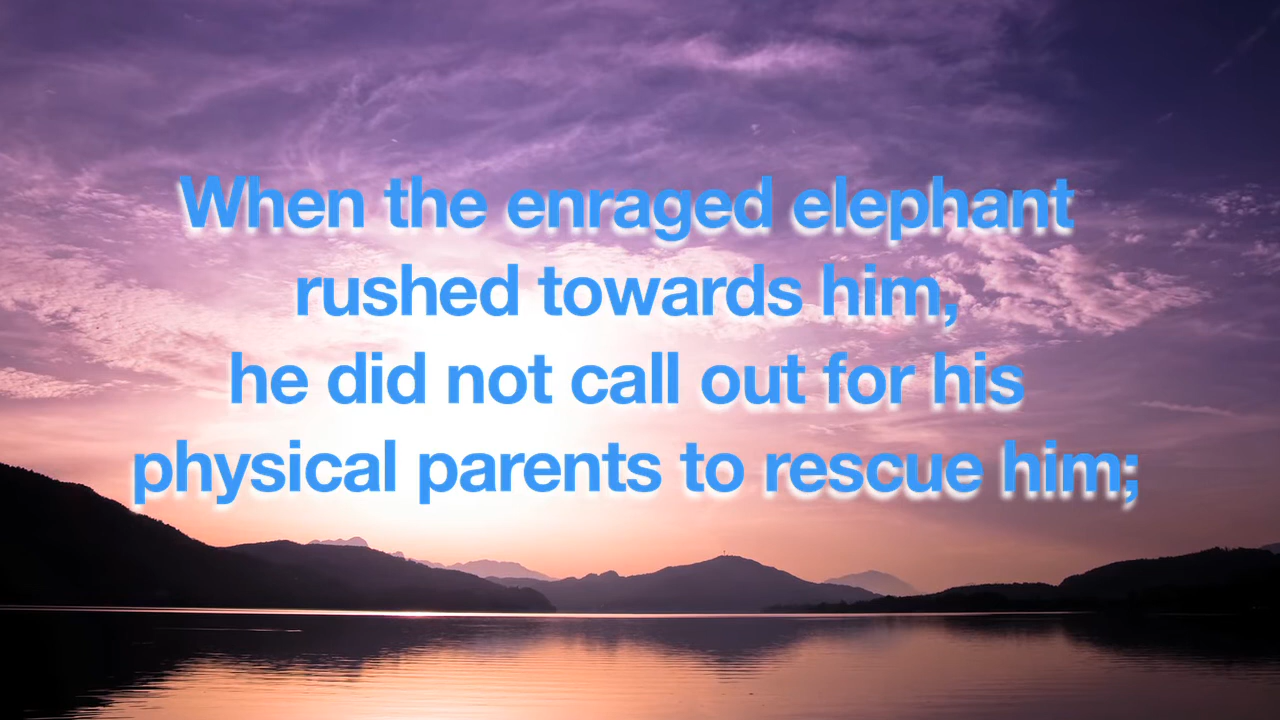 When the enraged elephant
rushed towards him,
he did not call out for his
physical parents to rescue him;